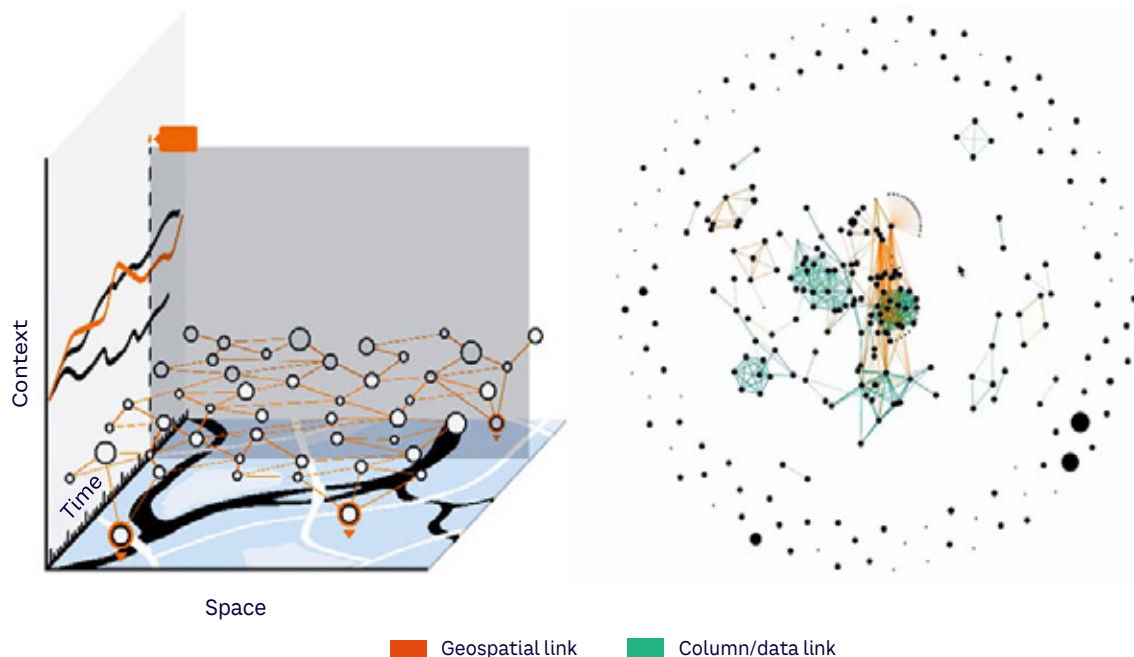 Context
Time
Space
Geospatial link
Column/data link